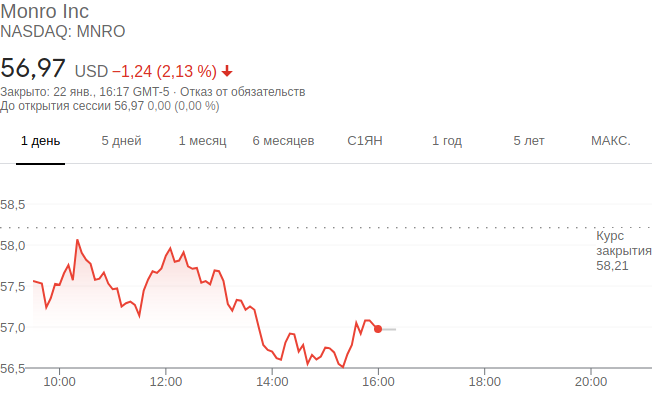 Monro Inc
NASDAQ: MNRO
56,97 USD −1,24 (2,13 %)
Закрыто: 22 янв., 16:17 GMT-5 · Отказ от обязательств
До открытия сессии 56,97 0,00 (0,00 %)
1 день 5 дней 1 месяц 6 месяцев С1ЯН 1 год 5 лет МАКС.
58,5
58,0
57,5
57,0
56,5
Курс
закрытия
58,21
10:00 12:00 14:00 16:00 18:00 20:00